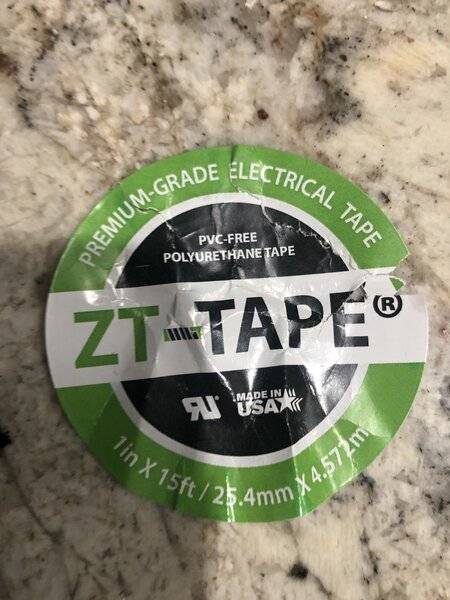 PREMIUM-GRADE ELECTRICAL TAPE
PVC-FREE
POLYURETHANE TAPE
ZT-TAPE®
MADE IN
USA
1in X 15ft / 25.4mm X 4.572m